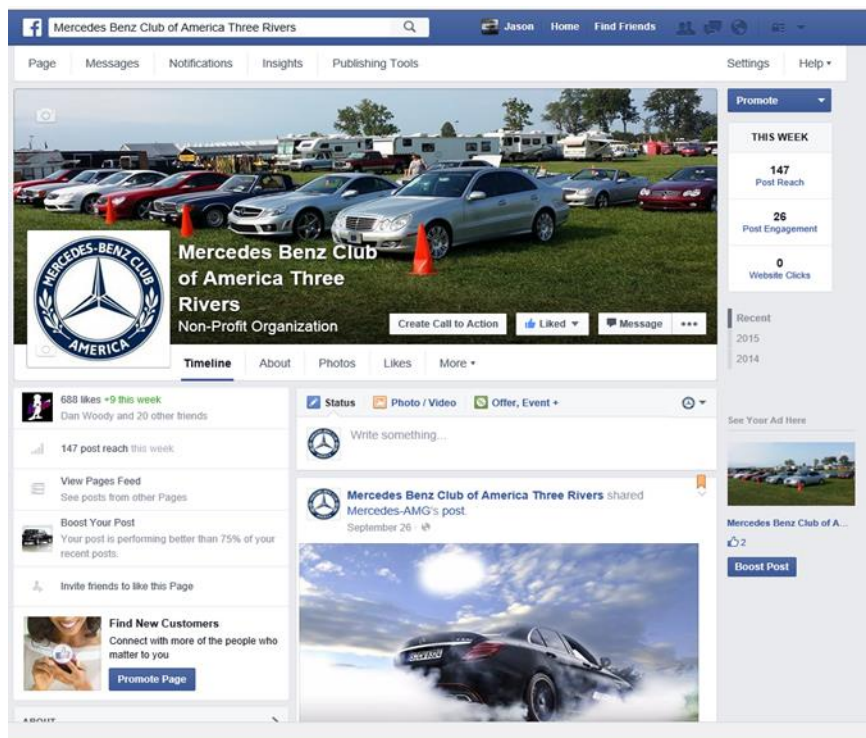 Mercedes Benz Club of America Three Rivers
Jason Home Find Friends
Page Messages Notifications Insights Publishing Tools Settings Help
Promote
THIS WEEK
147
Post Reach
26
Post Engagement
0
Website Clicks
Recent
2015
2014
MERCEDES-BENZ CLUB
AMERICA
Mercedes Benz Club
of America Three
Rivers
Non-Profit Organization
Create Call to Action Liked Message •••
Timeline About Photos Likes More
688 likes +9 this week
Dan Woody and 20 other friends
147 post reach this week
View Pages Feed
See posts from other Pages
Boost Your Post
Your post is performing better than 75% of your
recent posts.
Invite friends to like this Page
Find New Customers
Connect with more of the people who
matter to you
Promote Page
ABOUT
Status Photo / Video Offer, Event +
Write something...
Mercedes Benz Club of America Three Rivers shared
Mercedes-AMG's post.
September 26
See Your Ad Here
Mercedes Benz Club of A...
2
Boost Post